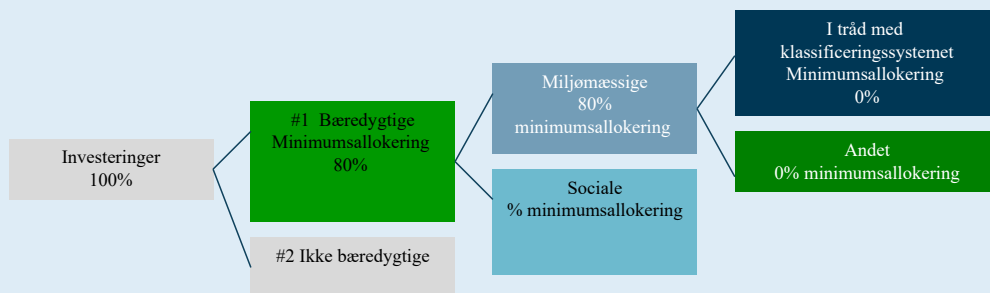 Investeringer
100%
#1 Bæredygtige
Minimumsallokering
80%
#2 Ikke bæredygtige
Miljømæssige
80%
minimumsallokering
Sociale
% minimumsallokering
I tråd med
klassificeringssystemet
Minimumsallokering
0%
Andet
0% minimumsallokering